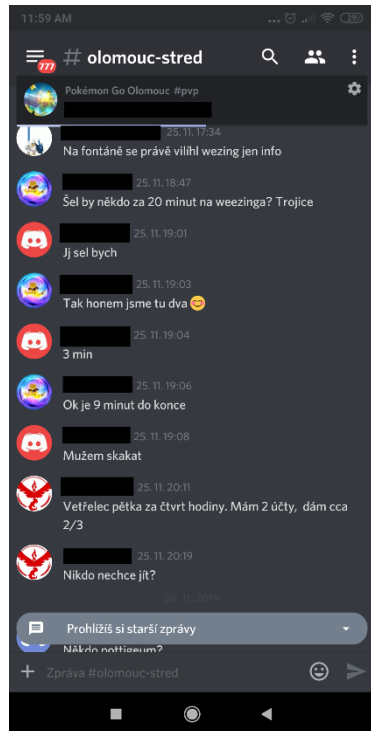 11:59 AM
29
777
# olomouc-stred
Pokémon Go Olomouc #pvp
25. 11. 17:34
Na fontáně se právě vilíhl wezing jen info
25. 11. 18:47
Šel by někdo za 20 minut na weezinga? Trojice
25. 11. 19:01
Jj sel bych
25. 11. 19:03
Tak honem jsme tu dva 😊
25. 11. 19:04
3 min
25. 11. 19:06
Ok je 9 minut do konce
25. 11. 19:08
Mužem skakat
25. 11. 20:11
Vetřelec pětka za čtvrt hodiny. Mám 2 účty, dám cca
2/3
25. 11. 20:19
Nikdo nechce jít?
26. 11. 2019
Prohlížíš si starší zprávy
Někdo nottigeum?
Zpráva #olomouc-stred